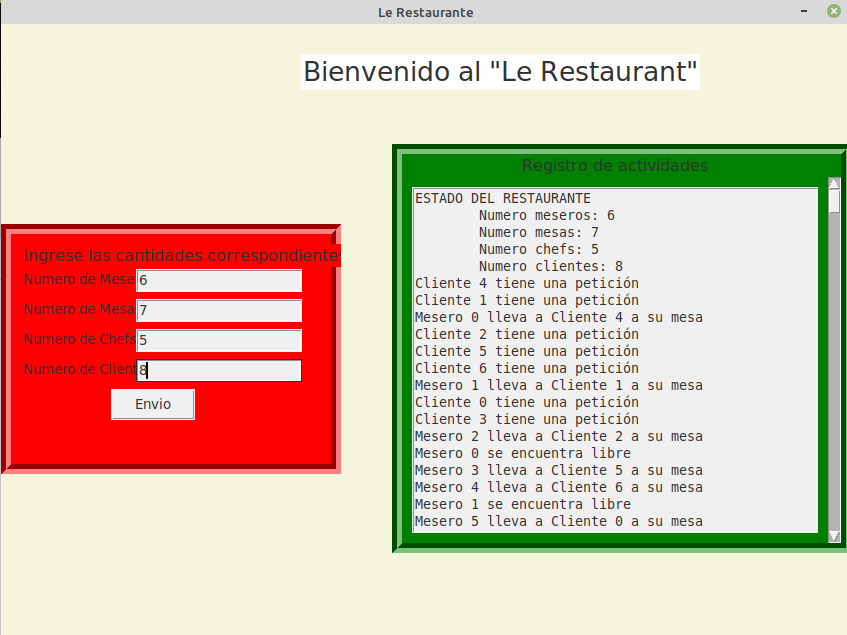 Le Restaurante
Bienvenido al "Le Restaurant"
Ingrese las cantidades correspondientes
Numero de Mese 6
Numero de Mesa 7
Numero de Chefs 5
Numero de Client 8
Envio
Registro de actividades
ESTADO DEL RESTAURANTE
Numero meseros: 6
Numero mesas: 7
Numero chefs: 5
Numero clientes: 8
Cliente 4 tiene una petición
Cliente 1 tiene una petición
Mesero 0 lleva a Cliente 4 a su mesa
Cliente 2 tiene una petición
Cliente 5 tiene una petición
Cliente 6 tiene una petición
Mesero 1 lleva a Cliente 1 a su mesa
Cliente 0 tiene una petición
Cliente 3 tiene una petición
Mesero 2 lleva a Cliente 2 a su mesa
Mesero 0 se encuentra libre
Mesero 3 lleva a Cliente 5 a su mesa
Mesero 4 lleva a Cliente 6 a su mesa
Mesero 1 se encuentra libre
Mesero 5 lleva a Cliente 0 a su mesa